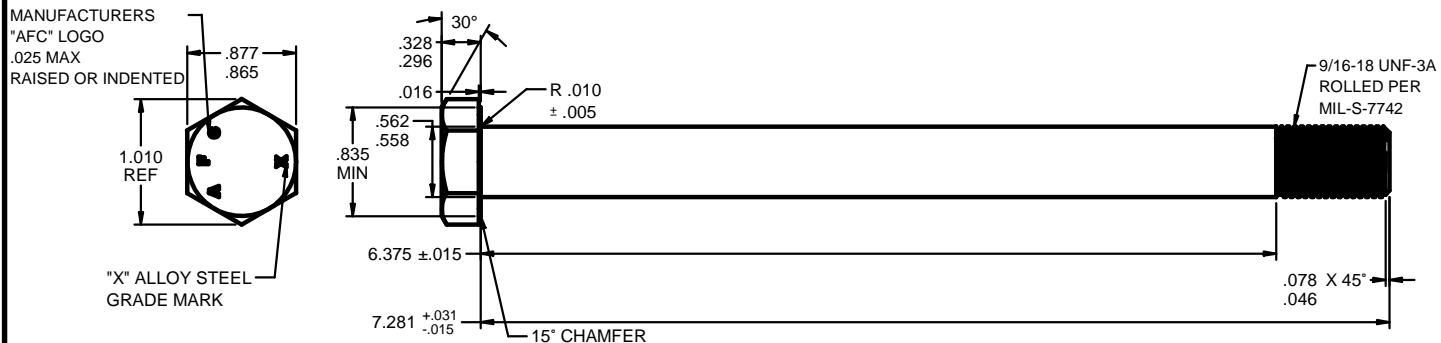 MANUFACTURERS
"AFC" LOGO
.025 MAX
RAISED OR INDENTED
.877
.865
1.010
REF
A F C
X
"X" ALLOY STEEL
GRADE MARK
30°
.328
.296
.016
R .010
± .005
.562
.558
.835
MIN
6.375 ±.015
7.281 +.031
-.015
15° CHAMFER
9/16-18 UNF-3A
ROLLED PER
MIL-S-7742
.078 X 45°
.046